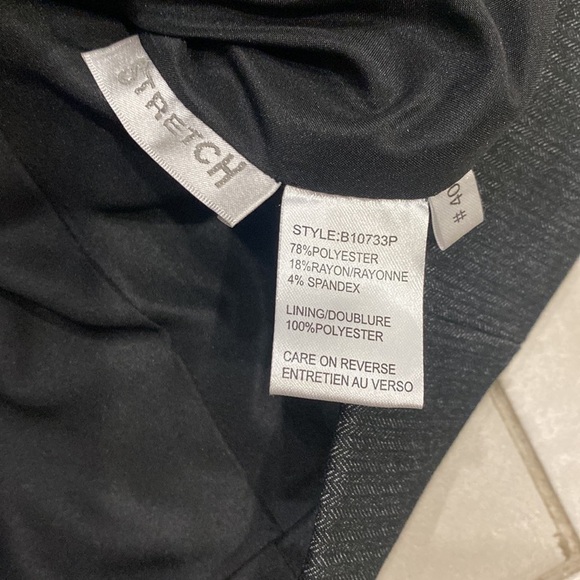 STRETCH
STYLE:B10733P
78%POLYESTER
18%RAYON/RAYONNE
4% SPANDEX
LINING/DOUBLURE
100%POLYESTER
CARE ON REVERSE
ENTRETIEN AU VERSO
# 40